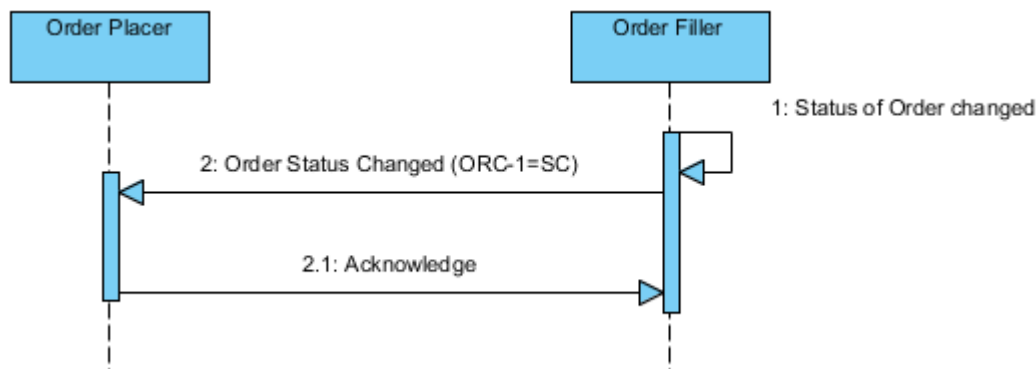 Order Placer
Order Filler
1: Status of Order changed
2: Order Status Changed (ORC-1=SC)
2.1: Acknowledge